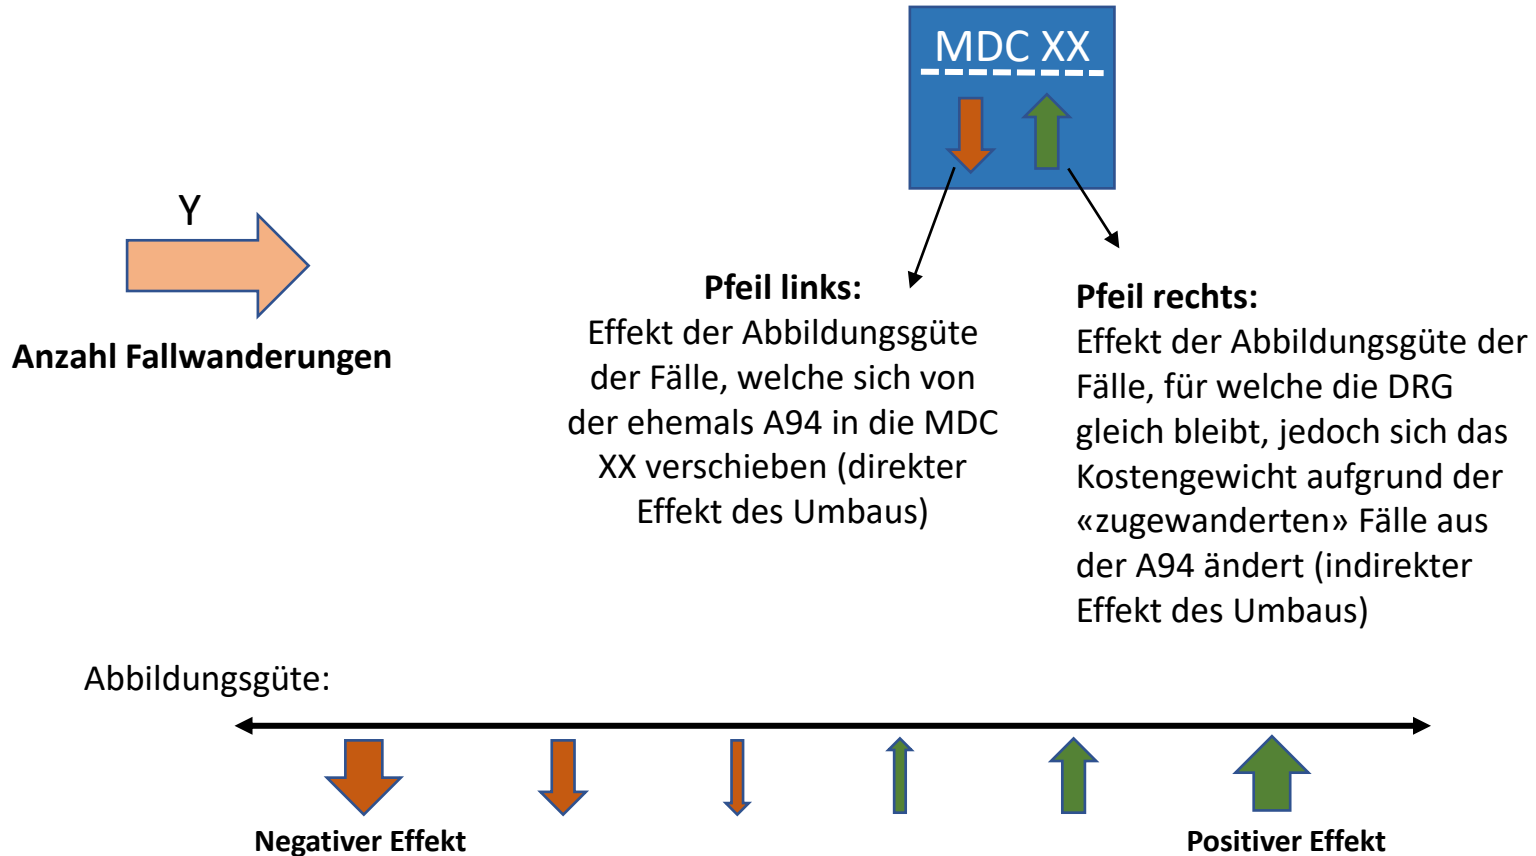 MDC XX
Y
Anzahl Fallwanderungen
Pfeil links:
Effekt der Abbildungsgüte
der Fälle, welche sich von
der ehemals A94 in die MDC
XX verschieben (direkter
Effekt des Umbaus)
Pfeil rechts:
Effekt der Abbildungsgüte der
Fälle, für welche die DRG
gleich bleibt, jedoch sich das
Kostengewicht aufgrund der
«zugewanderten» Fälle aus
der A94 ändert (indirekter
Effekt des Umbaus)
Abbildungsgüte:
Negativer Effekt
Positiver Effekt